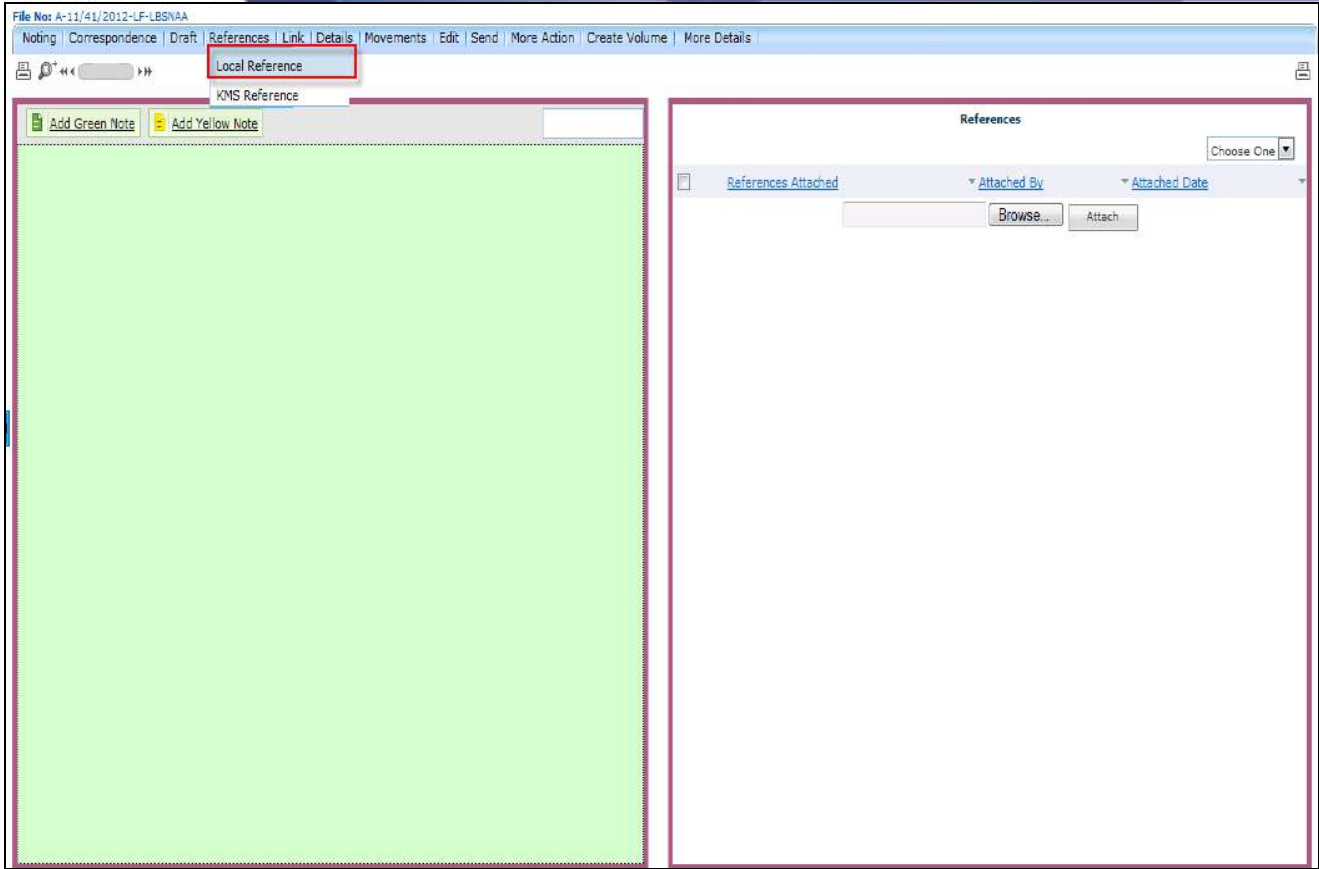 File No: A-11/41/2012-LF-LBSNAA
Noting | Correspondence | Draft | References | Link | Details | Movements | Edit | Send | More Action | Create Volume | More Details
Local Reference
KMS Reference
Add Green Note Add Yellow Note
References
Choose One
References Attached Attached By Attached Date
Browse... Attach